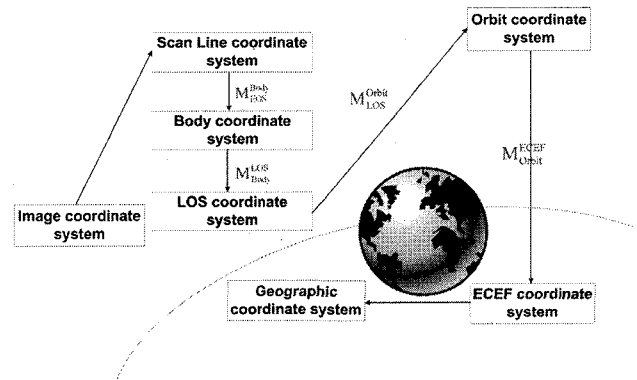 Scan Line coordinate
system
M_EOS^Body
Body coordinate
system
M_Body^LOS
LOS coordinate
system
Image coordinate
system
M_LOS^Orbit
Orbit coordinate
system
M_Orbit^ECEF
Geographic
coordinate system
ECEF coordinate
system